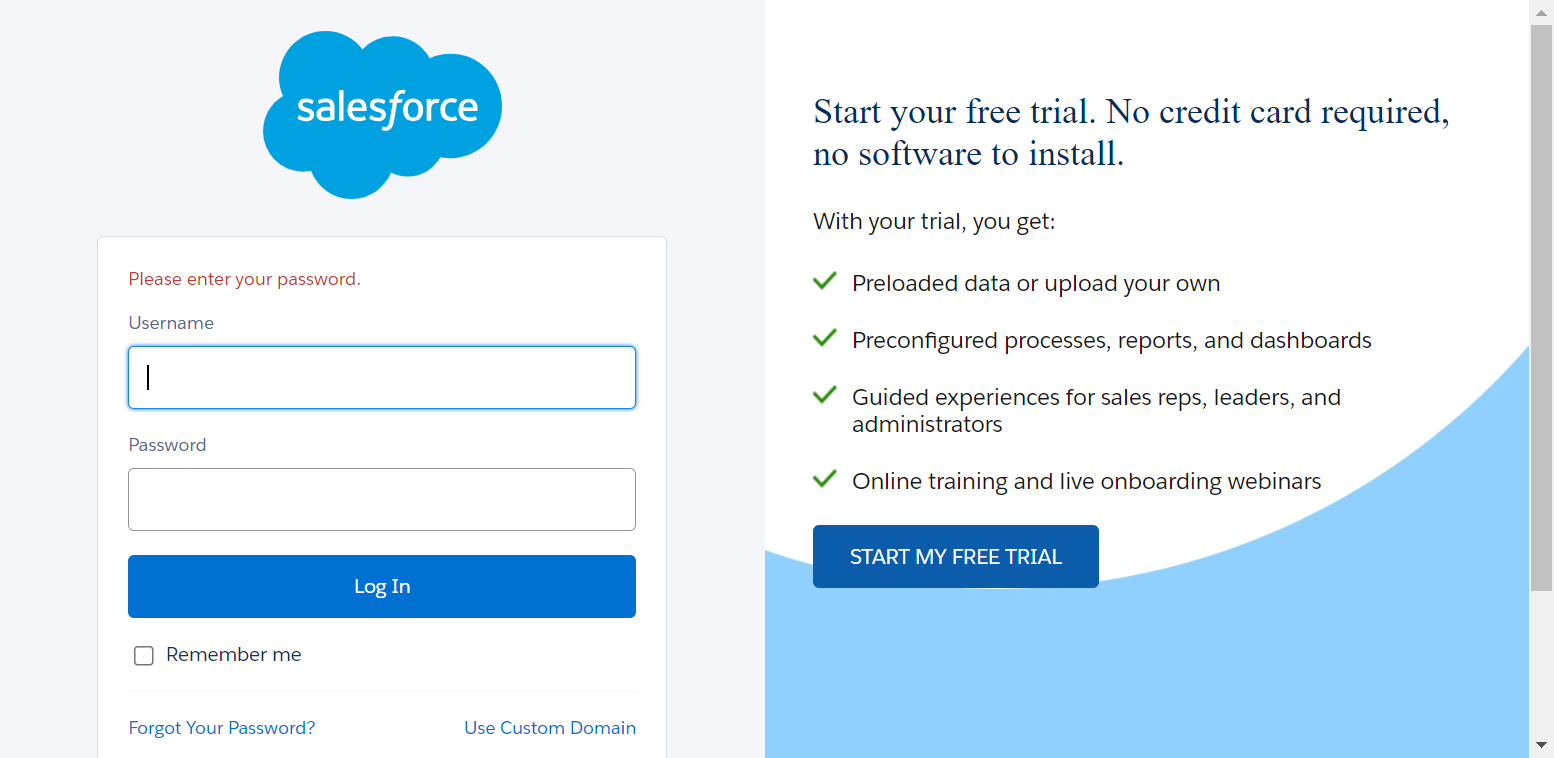 salesforce
Please enter your password.
Username
Password
Log In
Remember me
Forgot Your Password?
Use Custom Domain
Start your free trial. No credit card required,
no software to install.
With your trial, you get:
Preloaded data or upload your own
Preconfigured processes, reports, and dashboards
Guided experiences for sales reps, leaders, and
administrators
Online training and live onboarding webinars
START MY FREE TRIAL